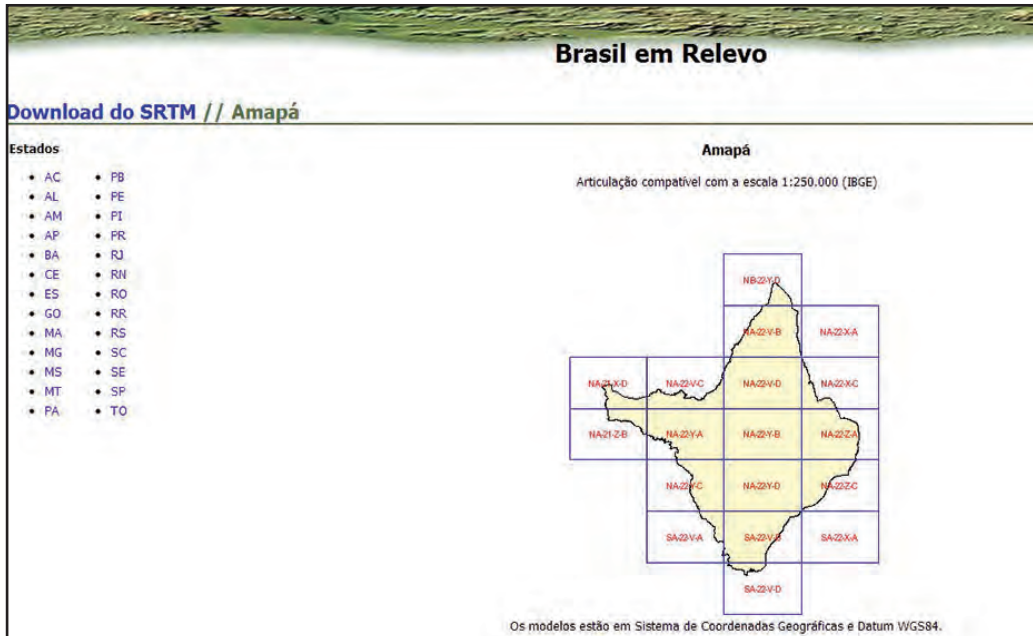 Brasil em Relevo
Download do SRTM // Amapá
Estados
AC
AL
AM
AP
BA
CE
ES
GO
MA
MG
MS
MT
PA
PB
PE
PI
PR
RJ
RN
RO
RR
RS
SC
SE
SP
TO
Amapá
Articulação compatível com a escala 1:250.000 (IBGE)
NB-22-Y-D
NA-22-V-B NA-22-X-A
NA-21-X-D NA-22-V-C NA-22-V-D NA-22-X-C
NA-21-Z-B NA-22-Y-A NA-22-Y-B NA-22-Z-A
NA-22-Y-C NA-22-Y-D NA-22-Z-C
SA-22-V-A SA-22-V-B SA-22-X-A
SA-22-V-D
Os modelos estão em Sistema de Coordenadas Geográficas e Datum WGS84.